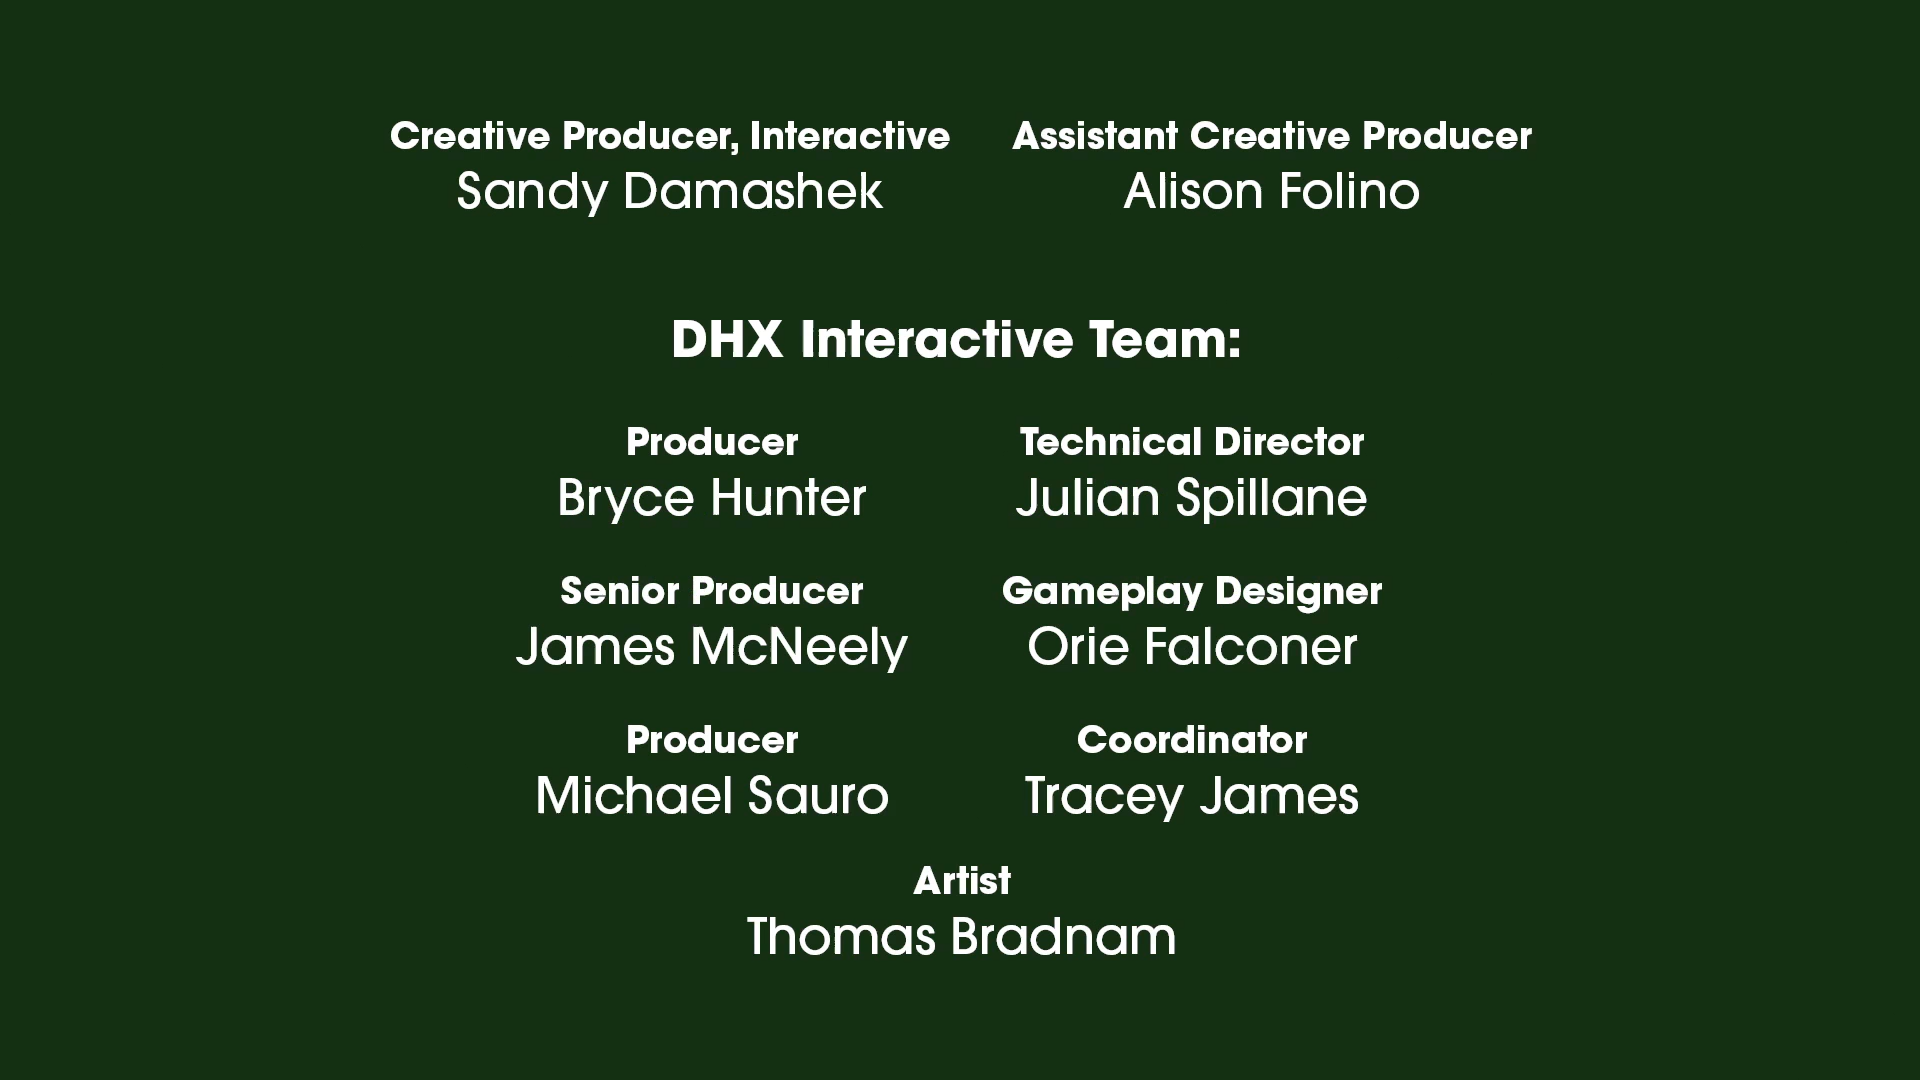 Creative Producer, Interactive
Sandy Damashek
Assistant Creative Producer
Alison Folino
DHX Interactive Team:
Producer
Bryce Hunter
Technical Director
Julian Spillane
Senior Producer
James McNeely
Gameplay Designer
Orie Falconer
Producer
Michael Sauro
Coordinator
Tracey James
Artist
Thomas Bradnam